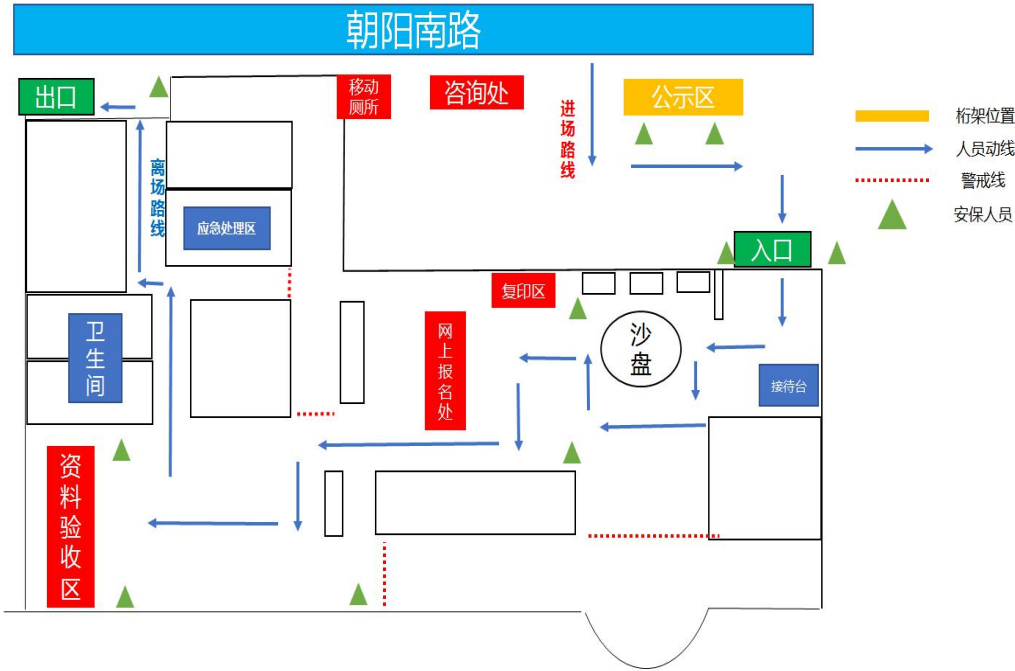 朝阳南路
出口
移动
厕所
咨询处
公示区
进场路线
桁架位置
人员动线
警戒线
安保人员
离场路线
应急处理区
入口
复印区
卫生间
网上报名处
沙盘
接待台
资料验收区